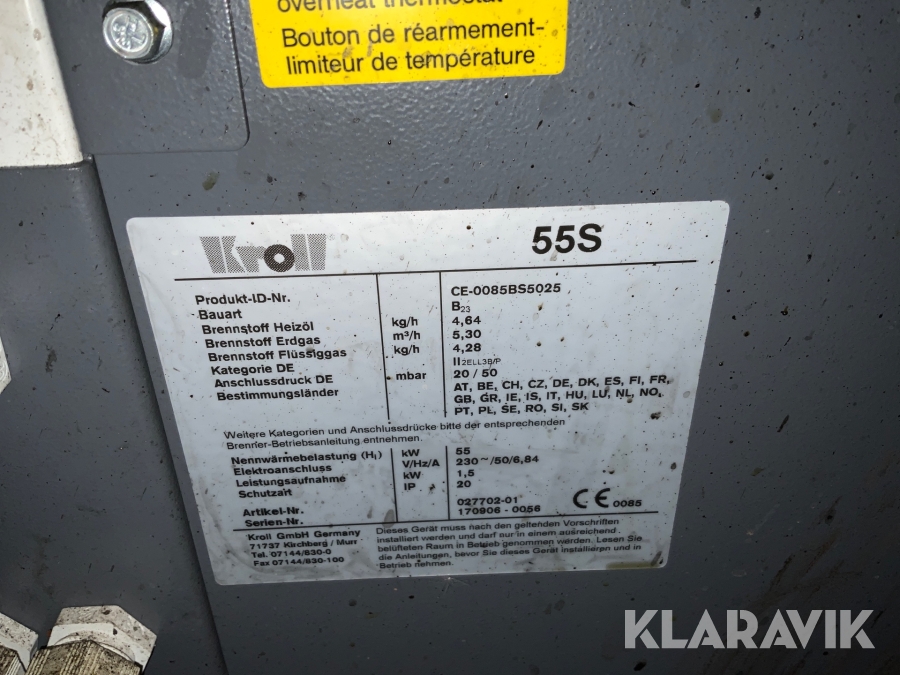 overheat thermostat
Bouton de réarmement-
limiteur de température
Kroll 55S
Produkt-ID-Nr. CE-0085BS5025
Bauart B23
Brennstoff Heizöl kg/h 4,64
Brennstoff Erdgas m³/h 5,30
Brennstoff Flüssiggas kg/h 4,28
Kategorie DE II2ELL3B/P
Anschlussdruck DE mbar 20 / 50
Bestimmungsländer AT, BE, CH, CZ, DE, DK, ES, FI, FR,
GB, GR, IE, IS, IT, HU, LU, NL, NO,
PT, PL, SE, RO, SI, SK
Weitere Kategorien und Anschlussdrücke bitte der entsprechenden
Brenner-Betriebsanleitung entnehmen.
Nennwärmebelastung (Hi) kW 55
Elektroanschluss V/Hz/A 230~/50/6,84
Leistungsaufnahme kW 1,5
Schutzart IP 20
Artikel-Nr. 027702-01
Serien-Nr. 170906-0056
CE 0085
Kroll GmbH Germany
71737 Kirchberg / Murr
Tel. 07144/830-0
Fax 07144/830-100
Dieses Gerät muss nach den geltenden Vorschriften
installiert werden und darf nur in einem ausreichend
belüfteten Raum in Betrieb genommen werden. Lesen Sie
die Anleitungen, bevor Sie dieses Gerät installieren und in
Betrieb nehmen.
KLARAVIK